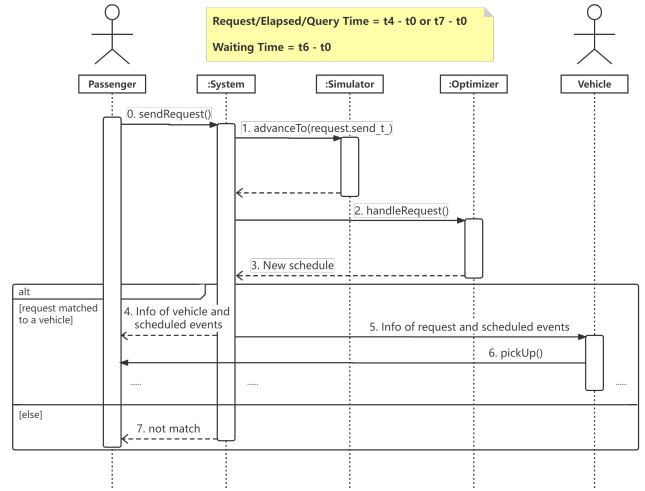 Request/Elapsed/Query Time = t4 - t0 or t7 - t0
Waiting Time = t6 - t0
Passenger
:System
:Simulator
:Optimizer
Vehicle
0. sendRequest()
1. advanceTo(request.send_t_)
2. handleRequest()
3. New schedule
alt
[request matched
to a vehicle]
4. Info of vehicle and
scheduled events
5. Info of request and scheduled events
6. pickUp()
......
......
......
[else]
7. not match